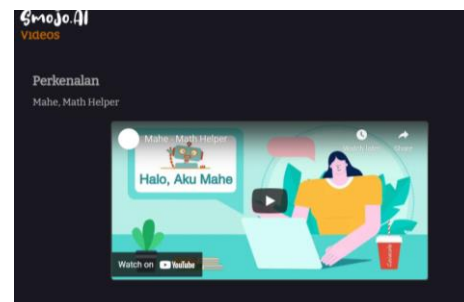 Smojo.AI
Videos
Perkenalan
Mahe, Math Helper
Mahe - Math Helper
Watch later
Share
Halo, Aku Mahe
Watch on YouTube